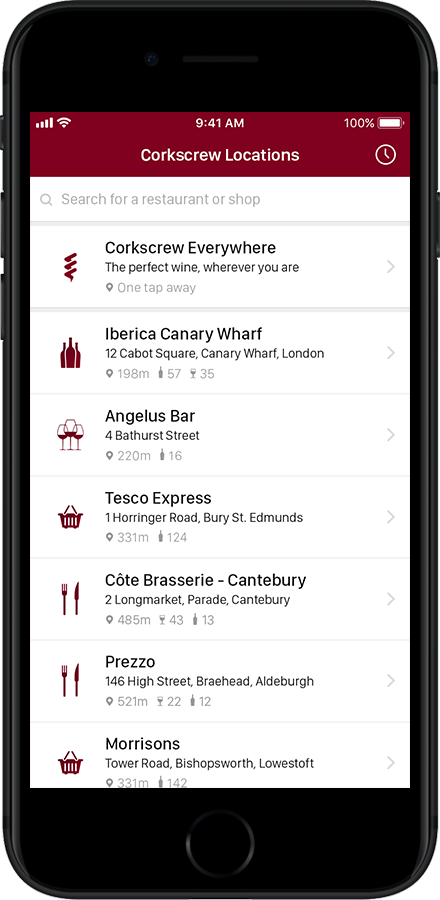 9:41 AM 100%
Corkscrew Locations
Search for a restaurant or shop
Corkscrew Everywhere
The perfect wine, wherever you are
One tap away
Iberica Canary Wharf
12 Cabot Square, Canary Wharf, London
198m 57 35
Angelus Bar
4 Bathurst Street
220m 16
Tesco Express
1 Horringer Road, Bury St. Edmunds
331m 124
Côte Brasserie - Cantebury
2 Longmarket, Parade, Cantebury
485m 43 13
Prezzo
146 High Street, Braehead, Aldeburgh
521m 22 12
Morrisons
Tower Road, Bishopsworth, Lowestoft
331m 142